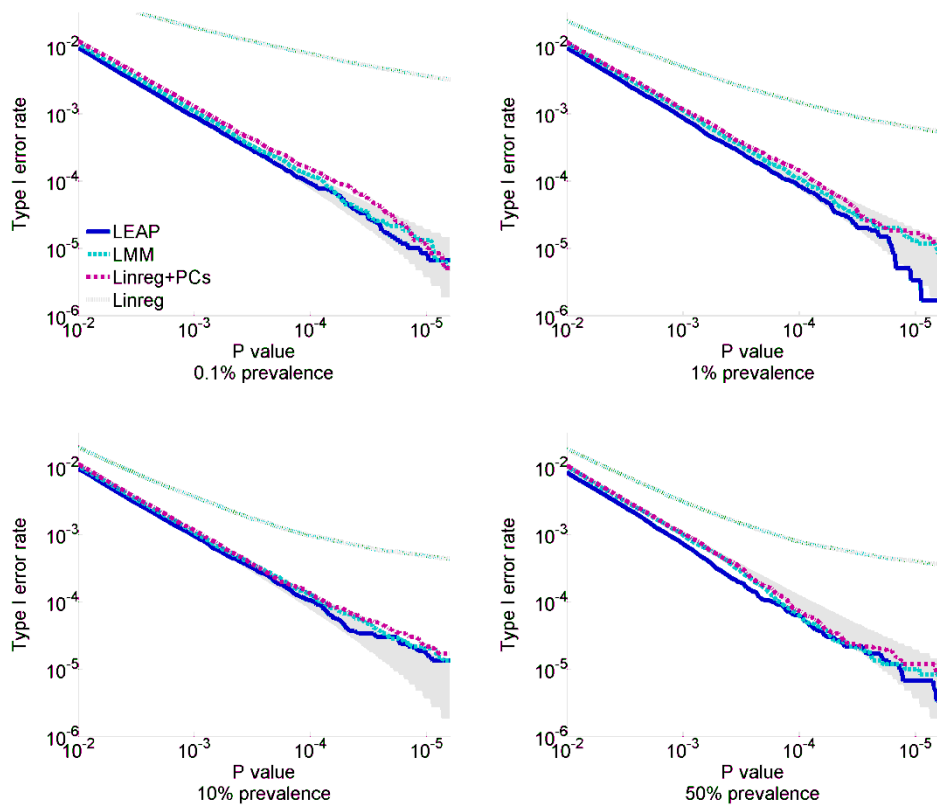 10-2
10-3
10-4
10-5
10-6
Type I error rate
LEAP
LMM
Linreg+PCs
Linreg
10-2 10-3 10-4 10-5
P value
0.1% prevalence
10-2
10-3
10-4
10-5
10-6
Type I error rate
10-2 10-3 10-4 10-5
P value
1% prevalence
10-2
10-3
10-4
10-5
10-6
Type I error rate
10-2 10-3 10-4 10-5
P value
10% prevalence
10-2
10-3
10-4
10-5
10-6
Type I error rate
10-2 10-3 10-4 10-5
P value
50% prevalence